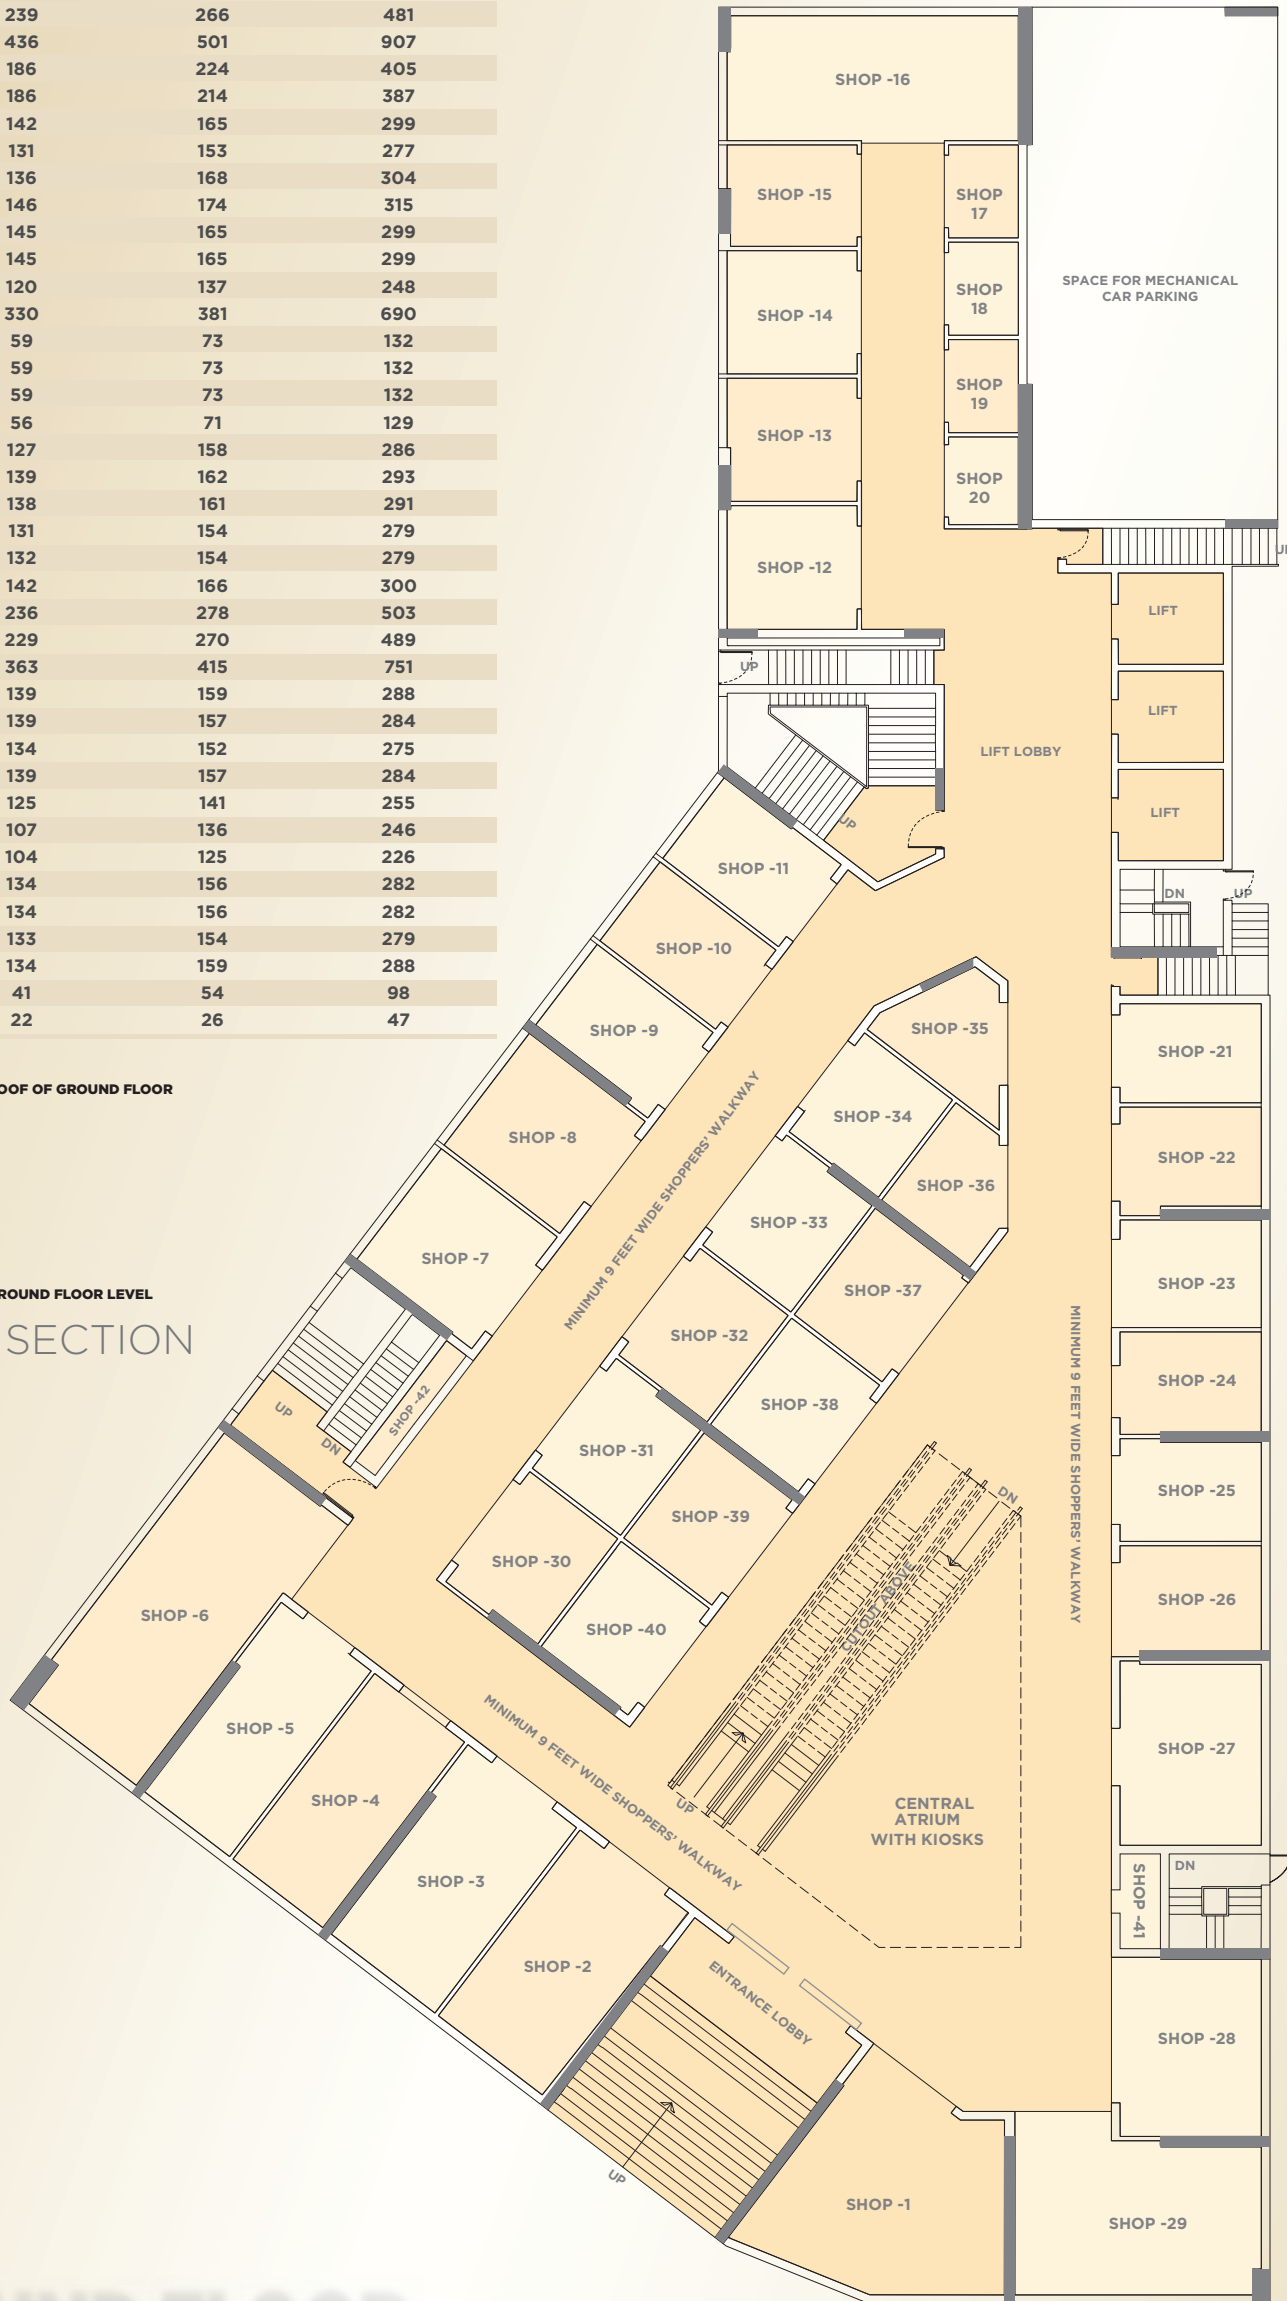 239 266 481
436 501 907
186 224 405
186 214 387
142 165 299
131 153 277
136 168 304
146 174 315
145 165 299
145 165 299
120 137 248
330 381 690
59 73 132
59 73 132
59 73 132
56 71 129
127 158 286
139 162 293
138 161 291
131 154 279
132 154 279
142 166 300
236 278 503
229 270 489
363 415 751
139 159 288
139 157 284
134 152 275
139 157 284
125 141 255
107 136 246
104 125 226
134 156 282
134 156 282
133 154 279
134 159 288
41 54 98
22 26 47
OOF OF GROUND FLOOR
ROUND FLOOR LEVEL
SECTION
SHOP -16
SHOP -15
SHOP
17
SHOP -14
SHOP
18
SPACE FOR MECHANICAL
CAR PARKING
SHOP -13
SHOP
19
SHOP
20
SHOP -12
UP
LIFT
UP
LIFT
LIFT LOBBY
LIFT
UP
SHOP -11
DN
UP
SHOP -10
SHOP -9
SHOP -35
SHOP -21
SHOP -8
SHOP -34
SHOP -22
SHOP -36
MINIMUM 9 FEET WIDE SHOPPERS' WALKWAY
SHOP -33
SHOP -7
SHOP -37
SHOP -23
SHOP -32
MINIMUM 9 FEET WIDE SHOPPERS' WALKWAY
SHOP -24
SHOP -42
UP
DN
SHOP -38
SHOP -31
SHOP -25
DN
SHOP -39
SHOP -30
CUTOUT ABOVE
SHOP -26
SHOP -6
SHOP -40
SHOP -5
MINIMUM 9 FEET WIDE SHOPPERS' WALKWAY
SHOP -27
SHOP -4
UP
CENTRAL
ATRIUM
WITH KIOSKS
SHOP -3
SHOP -41
DN
SHOP -2
ENTRANCE LOBBY
SHOP -28
UP
SHOP -1
SHOP -29